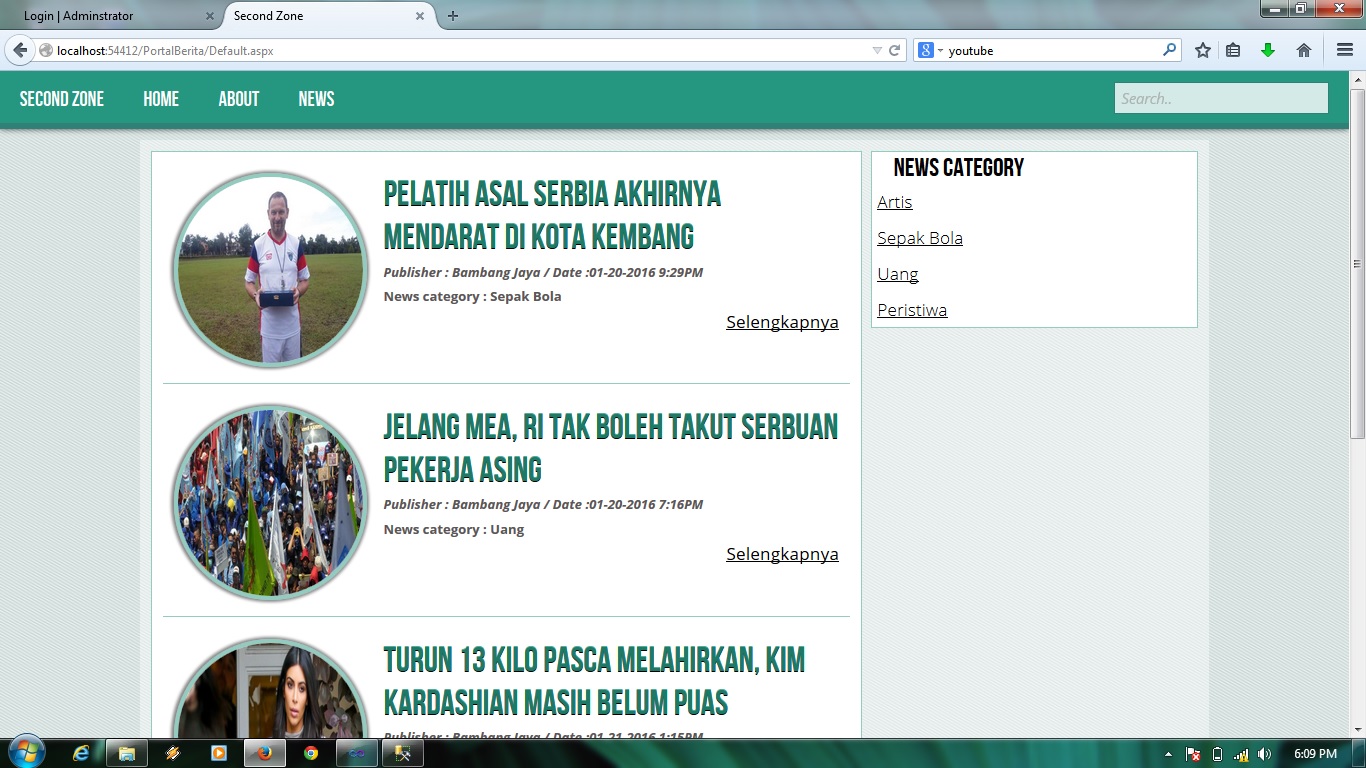 Login | Adminstrator
Second Zone
localhost:54412/PortalBerita/Default.aspx
youtube
SECOND ZONE HOME ABOUT NEWS
Search..
PELATIH ASAL SERBIA AKHIRNYA
MENDARAT DI KOTA KEMBANG
Publisher : Bambang Jaya / Date :01-20-2016 9:29PM
News category : Sepak Bola
Selengkapnya
JELANG MEA, RI TAK BOLEH TAKUT SERBUAN
PEKERJA ASING
Publisher : Bambang Jaya / Date :01-20-2016 7:16PM
News category : Uang
Selengkapnya
TURUN 13 KILO PASCA MELAHIRKAN, KIM
KARDASHIAN MASIH BELUM PUAS
Publisher : Bambang Jaya / Date :01-21-2016 1:15PM
NEWS CATEGORY
Artis
Sepak Bola
Uang
Peristiwa
6:09 PM